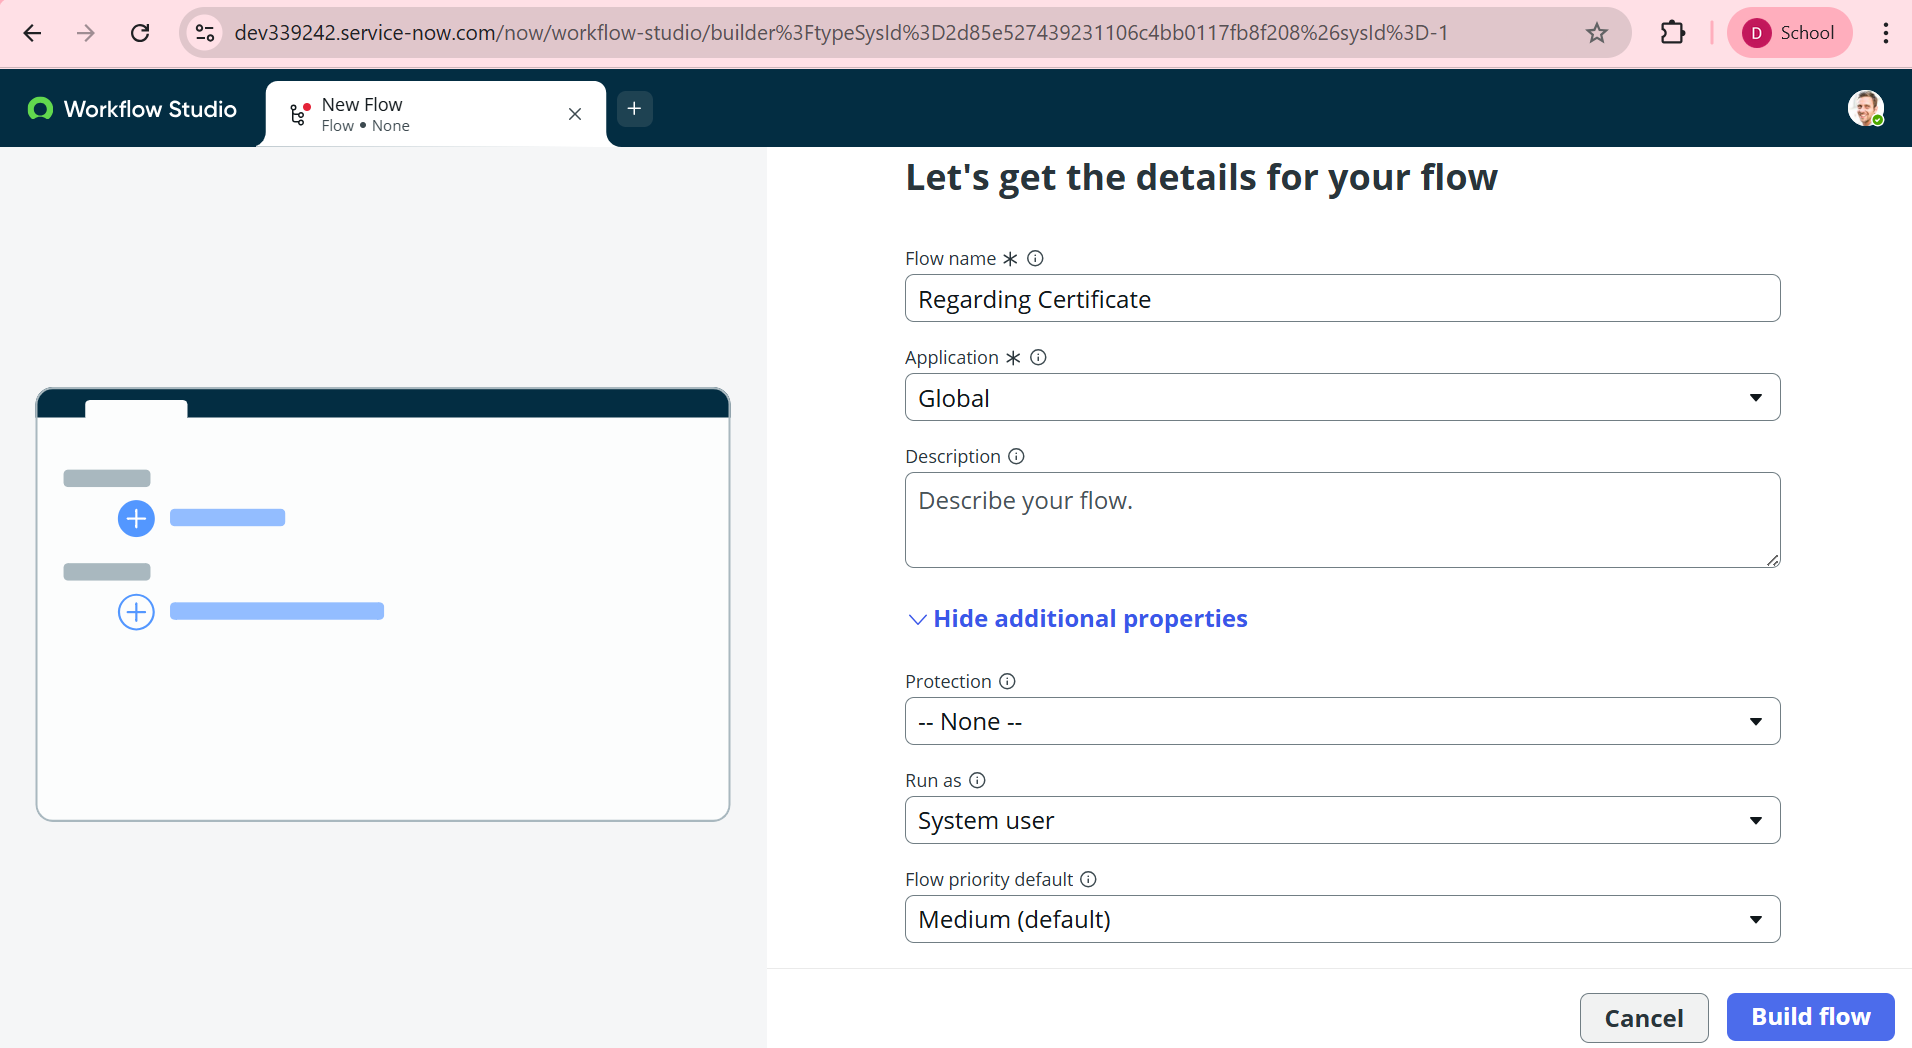 dev339242.service-now.com/now/workflow-studio/builder%3FtypeSysId%3D2d85e527439231106c4bb0117fb8f208%26sysId%3D-1
D School
Workflow Studio
New Flow
Flow • None
Let's get the details for your flow
Flow name *
Regarding Certificate
Application *
Global
Description
Describe your flow.
Hide additional properties
Protection
-- None --
Run as
System user
Flow priority default
Medium (default)
Cancel
Build flow